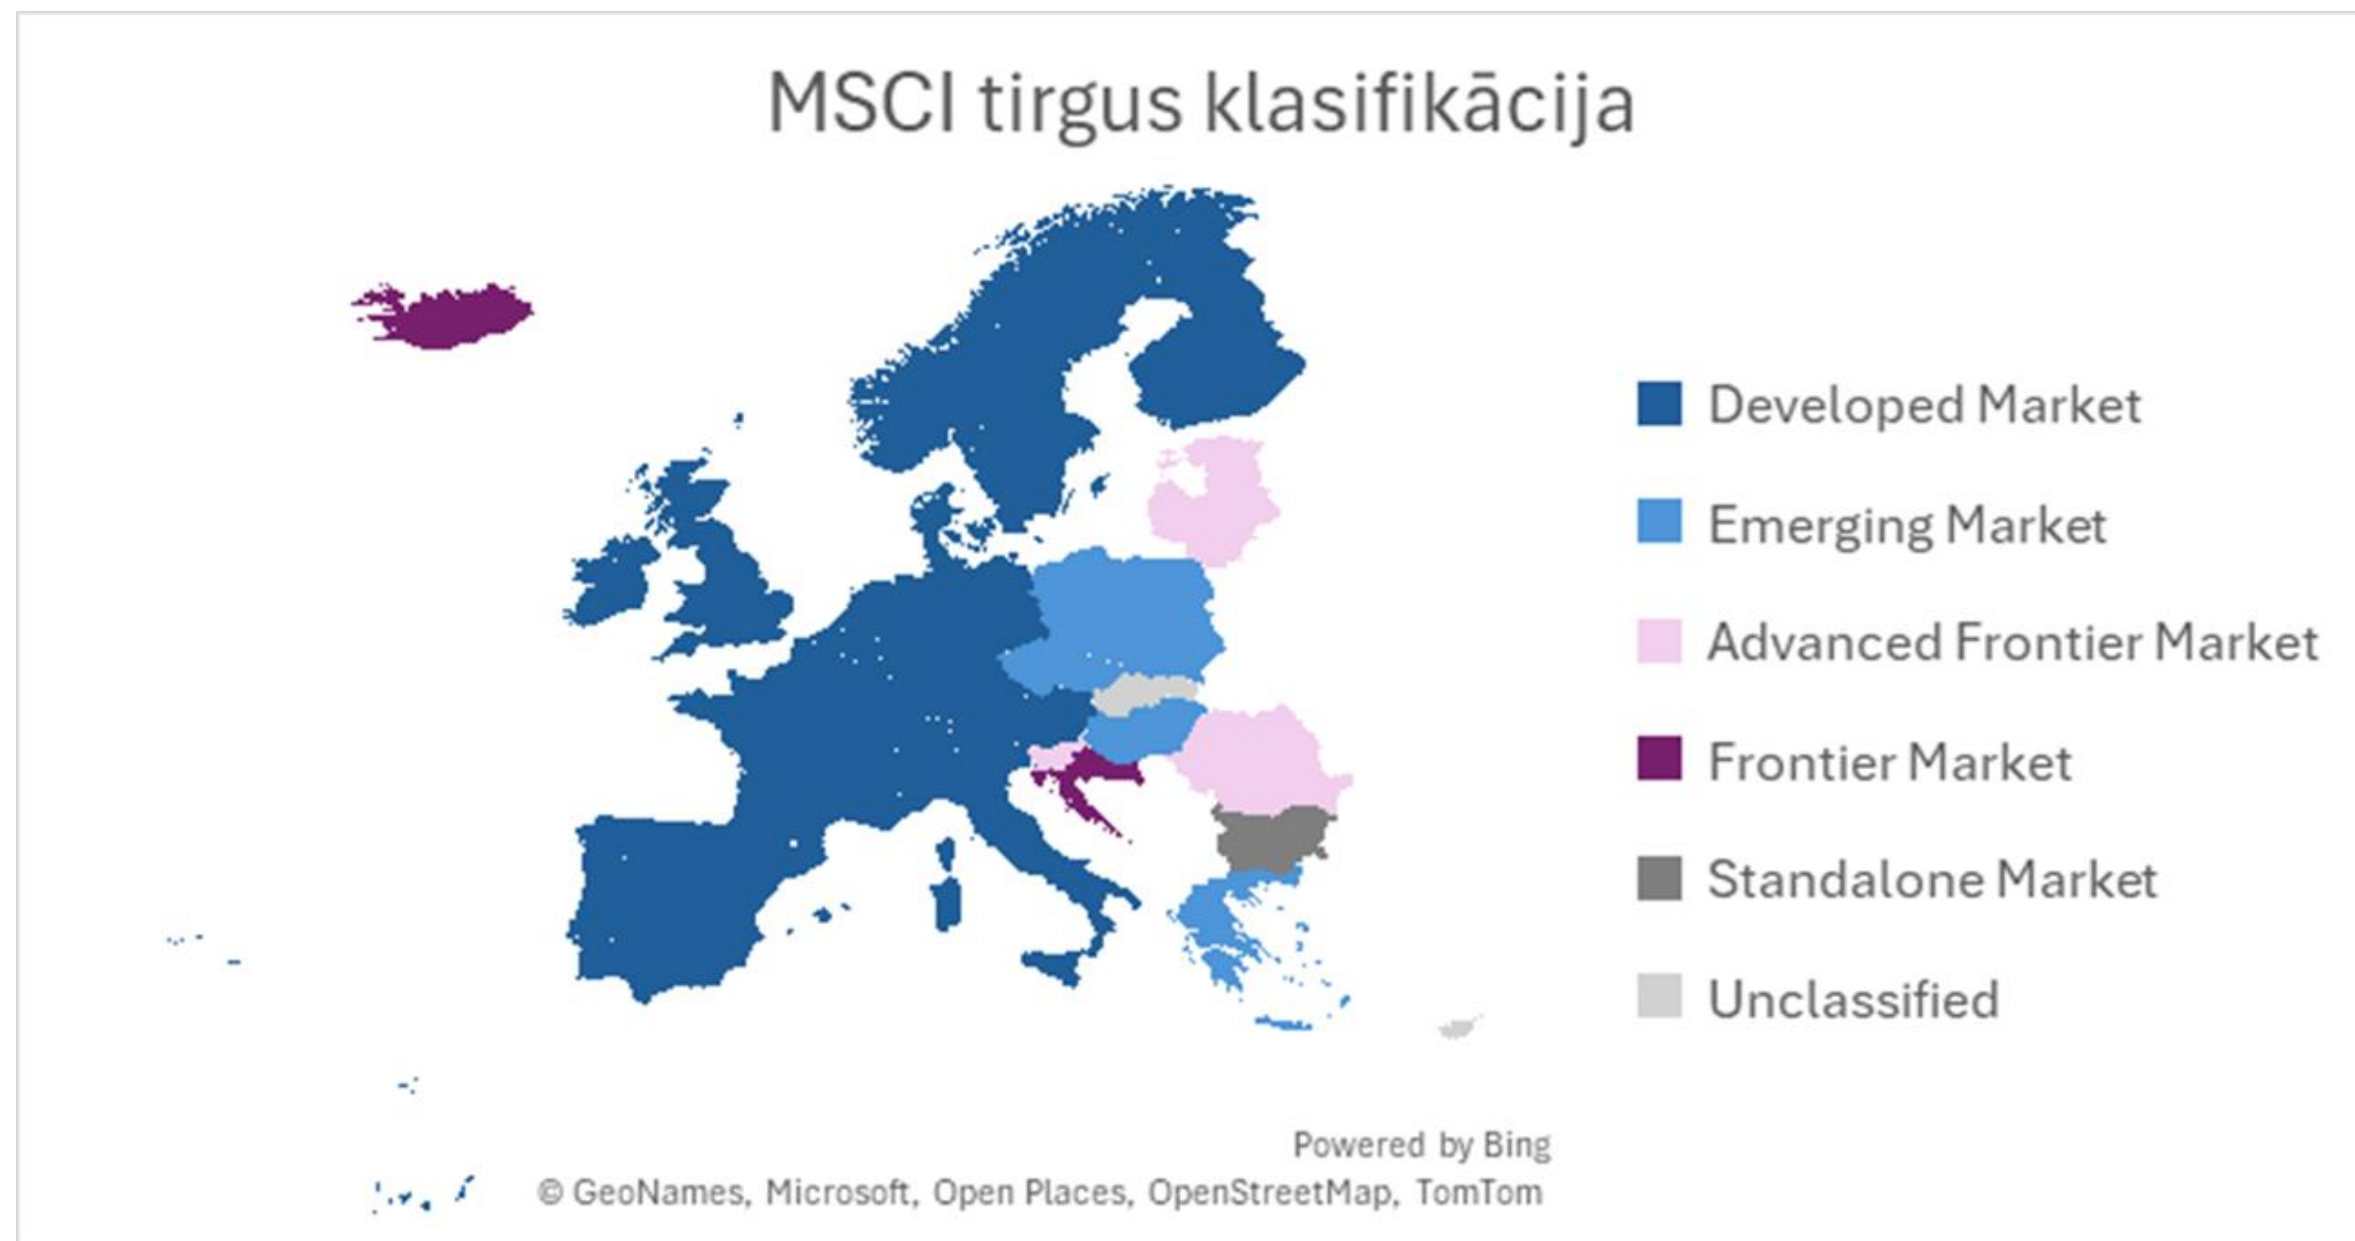 MSCI tirgus klasifikācija
Developed Market
Emerging Market
Advanced Frontier Market
Frontier Market
Standalone Market
Unclassified
Powered by Bing
© GeoNames, Microsoft, Open Places, OpenStreetMap, TomTom